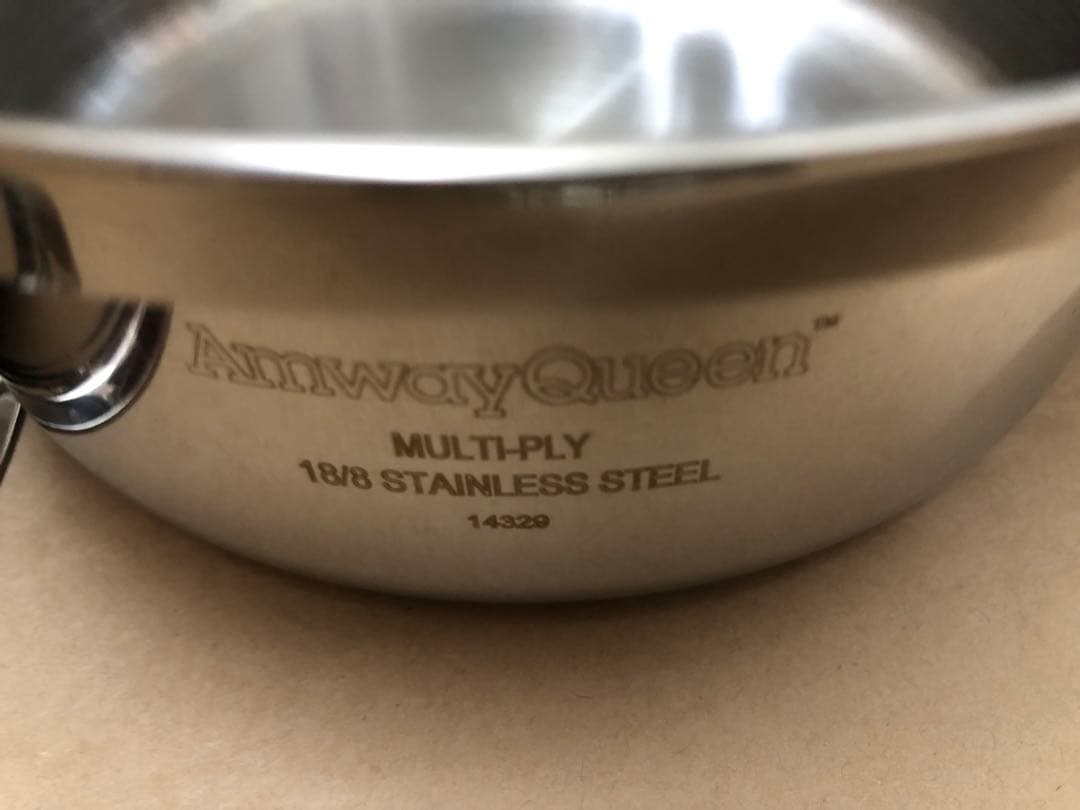 AmwayQueen™
MULTI-PLY
18/8 STAINLESS STEEL
14329